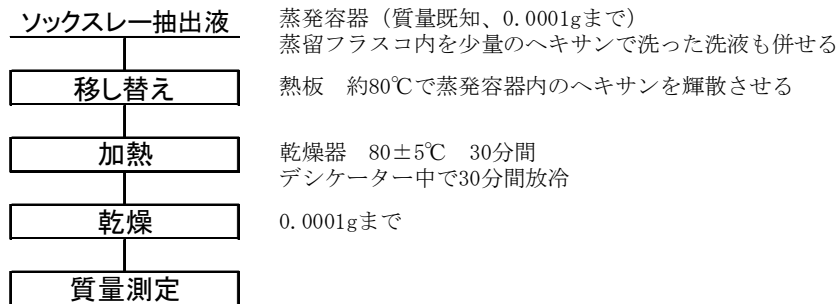 ソックスレー抽出液
蒸発容器（質量既知、0.0001gまで）
蒸留フラスコ内を少量のヘキサンで洗った洗液も併せる
移し替え
熱板　約80℃で蒸発容器内のヘキサンを輝散させる
加熱
乾燥器　80±5℃　30分間
デシケーター中で30分間放冷
乾燥
0.0001gまで
質量測定